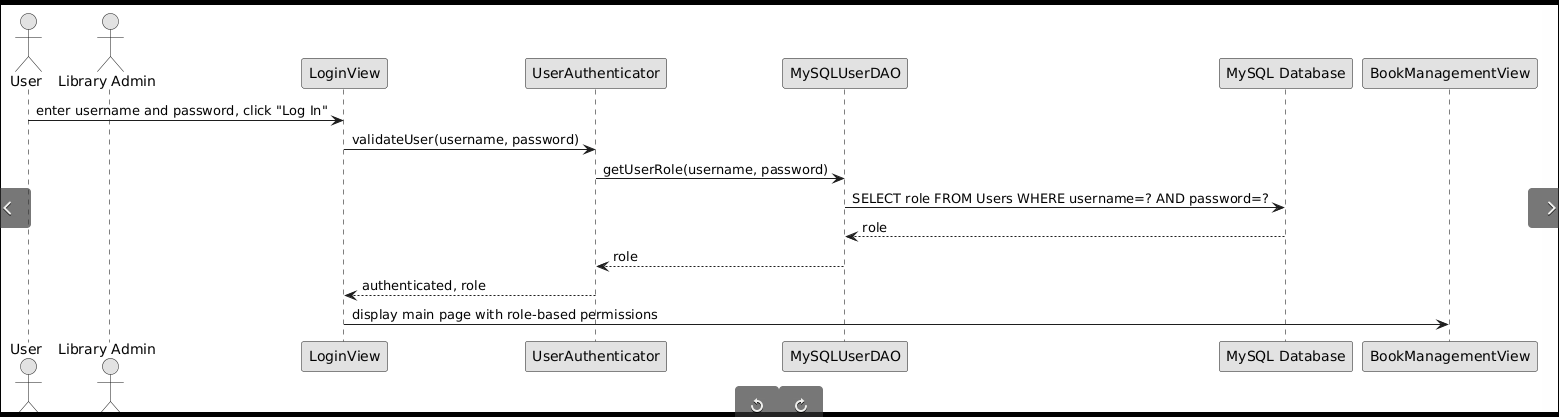 User
Library Admin
LoginView
UserAuthenticator
MySQLUserDAO
MySQL Database
BookManagementView
enter username and password, click "Log In"
validateUser(username, password)
getUserRole(username, password)
SELECT role FROM Users WHERE username=? AND password=?
role
role
authenticated, role
display main page with role-based permissions
User
Library Admin
LoginView
UserAuthenticator
MySQLUserDAO
MySQL Database
BookManagementView